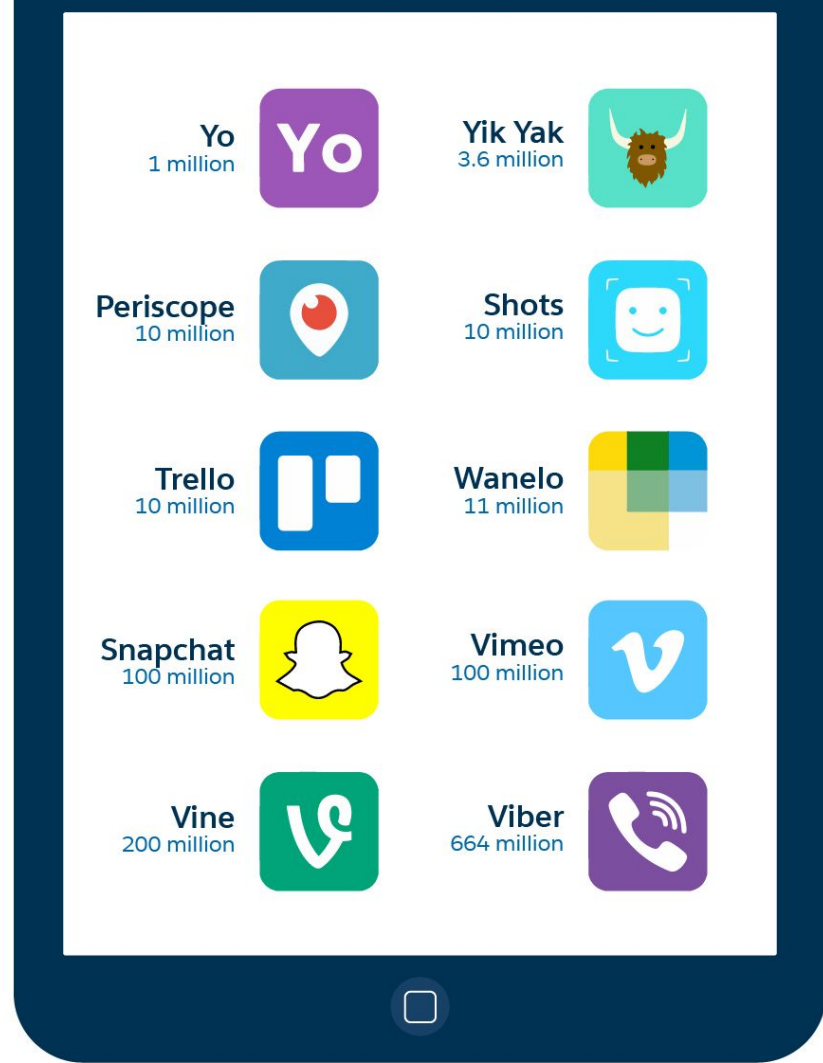 Yo
1 million
Yo
Yik Yak
3.6 million
Periscope
10 million
Shots
10 million
Trello
10 million
Wanelo
11 million
Snapchat
100 million
Vimeo
100 million
Vine
200 million
Viber
664 million